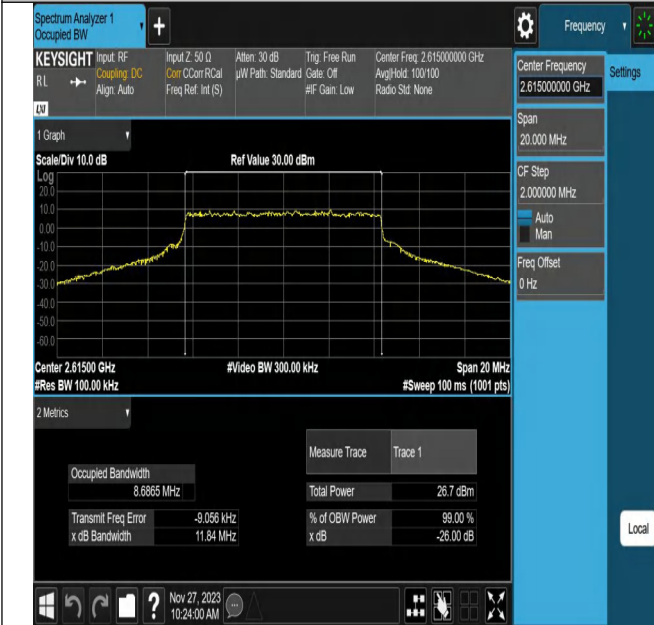 Spectrum Analyzer 1
Occupied BW
+
Frequency
KEYSIGHT
RL
LXI
Input: RF
Coupling: DC
Align: Auto
Input Z: 50 Ω
Corr CCorr RCal
Freq Ref: Int (S)
Atten: 30 dB
µW Path: Standard
Trig: Free Run
Gate: Off
#IF Gain: Low
Center Freq: 2.615000000 GHz
Avg|Hold: 100/100
Radio Std: None
Center Frequency
2.615000000 GHz
Settings
Span
20.000 MHz
CF Step
2.000000 MHz
Auto
Man
Freq Offset
0 Hz
Local
1 Graph
Scale/Div 10.0 dB
Ref Value 30.00 dBm
Log
20.0
10.0
0.00
-10.0
-20.0
-30.0
-40.0
-50.0
-60.0
Center 2.61500 GHz
#Video BW 300.00 kHz
Span 20 MHz
#Res BW 100.00 kHz
#Sweep 100 ms (1001 pts)
2 Metrics
Measure Trace Trace 1
Occupied Bandwidth
8.6865 MHz
Total Power 26.7 dBm
Transmit Freq Error -9.056 kHz
% of OBW Power 99.00 %
x dB Bandwidth 11.84 MHz
x dB -26.00 dB
?
Nov 27, 2023
10:24:00 AM